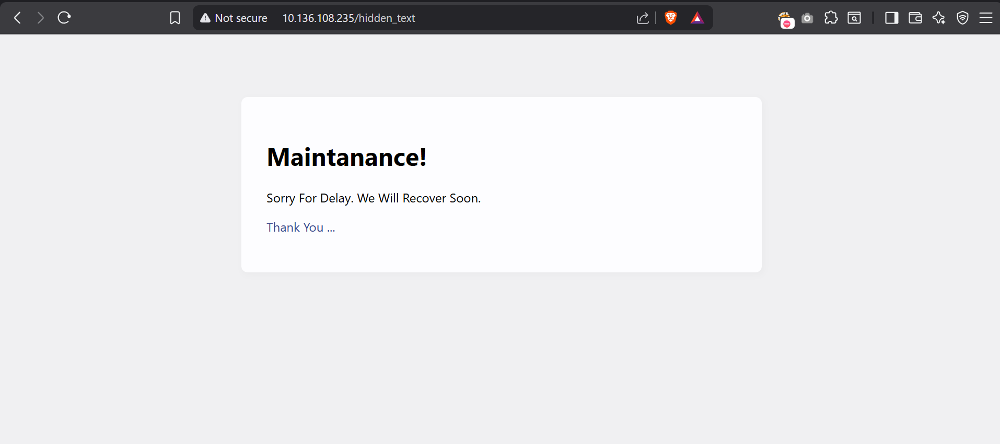 Not secure 10.136.108.235/hidden_text
Maintanance!
Sorry For Delay. We Will Recover Soon.
Thank You ...